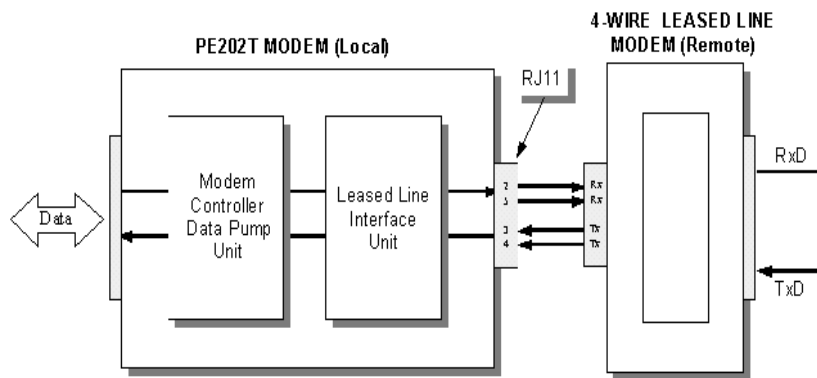 4-WIRE LEASED LINE
MODEM (Remote)
PE202T MODEM (Local)
RJ11
Data
Modem
Controller
Data Pump
Unit
Leased Line
Interface
Unit
2
5
3
4
Rx
Rx
Tx
Tx
RxD
TxD